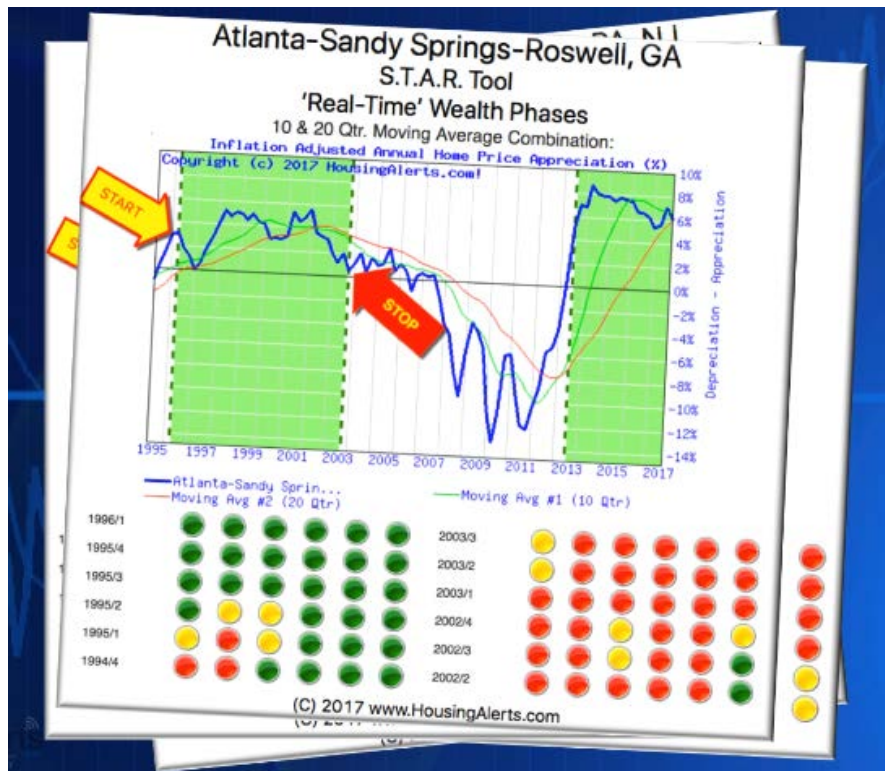 Atlanta-Sandy Springs-Roswell, GA
S.T.A.R. Tool
'Real-Time' Wealth Phases
10 & 20 Qtr. Moving Average Combination:
Inflation Adjusted Annual Home Price Appreciation (%)
Copyright (c) 2017 HousingAlerts.com!
START
STOP
10%
8%
6%
4%
2%
0%
-2%
-4%
-6%
-8%
-10%
-12%
-14%
Depreciation - Appreciation
1995 1997 1999 2001 2003 2005 2007 2009 2011 2013 2015 2017
Atlanta-Sandy Sprin...
Moving Avg #1 (10 Qtr)
Moving Avg #2 (20 Qtr)
1996/1
1995/4
1995/3
1995/2
1995/1
1994/4
2003/3
2003/2
2003/1
2002/4
2002/3
2002/2
(C) 2017 www.HousingAlerts.com